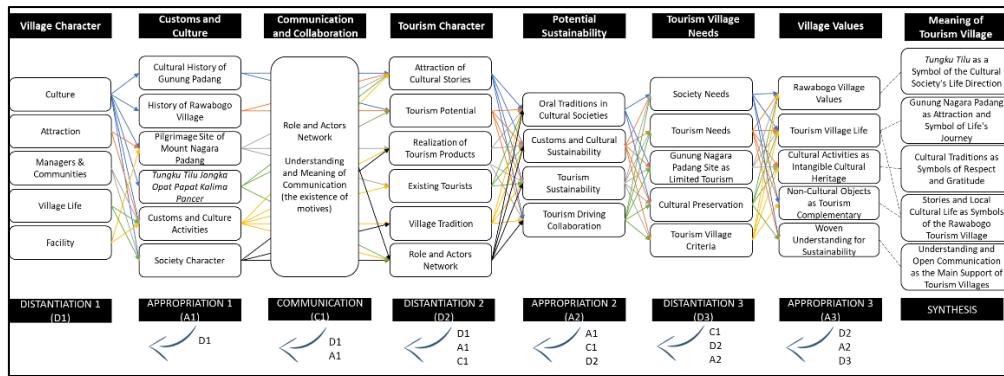 Village Character
Customs and
Culture
Communication
and Collaboration
Tourism Character
Potential
Sustainability
Tourism Village
Needs
Village Values
Meaning of
Tourism Village
Culture
Attraction
Managers &
Communities
Village Life
Facility
Cultural History of
Gunung Padang
History of Rawabogo
Village
Pilgrimage Site of
Mount Nagara
Padang
Tungku Tilu Jangka
Opat Papat Kalima
Pancer
Customs and Culture
Activities
Society Character
Role and Actors
Network
Understanding
and Meaning of
Communication
(the existence of
motives)
Attraction of
Cultural Stories
Tourism Potential
Realization of
Tourism Products
Existing Tourists
Village Tradition
Role and Actors
Network
Oral Traditions in
Cultural Societies
Customs and Cultural
Sustainability
Tourism
Sustainability
Tourism Driving
Collaboration
Society Needs
Tourism Needs
Gunung Nagara
Padang Site as
Limited Tourism
Cultural Preservation
Tourism Village
Criteria
Rawabogo Village
Values
Tourism Village Life
Cultural Activities as
Intangible Cultural
Heritage
Non-Cultural Objects
as Tourism
Complementary
Woven
Understanding for
Sustainability
Tungku Tilu as a
Symbol of the Cultural
Society's Life Direction
Gunung Nagara Padang
as Attraction and
Symbol of Life's
Journey
Cultural Traditions as
Symbols of Respect
and Gratitude
Stories and Local
Cultural Life as Symbols
of the Rawabogo
Tourism Village
Understanding and
Open Communication
as the Main Support of
Tourism Villages
DISTANTIATION 1
(D1)
APPROPRIATION 1
(A1)
COMMUNICATION
(C1)
DISTANTIATION 2
(D2)
APPROPRIATION 2
(A2)
DISTANTIATION 3
(D3)
APPROPRIATION 3
(A3)
SYNTHESIS
D1
D1
A1
D1
A1
C1
A1
C1
D2
C1
D2
A2
D2
A2
D3